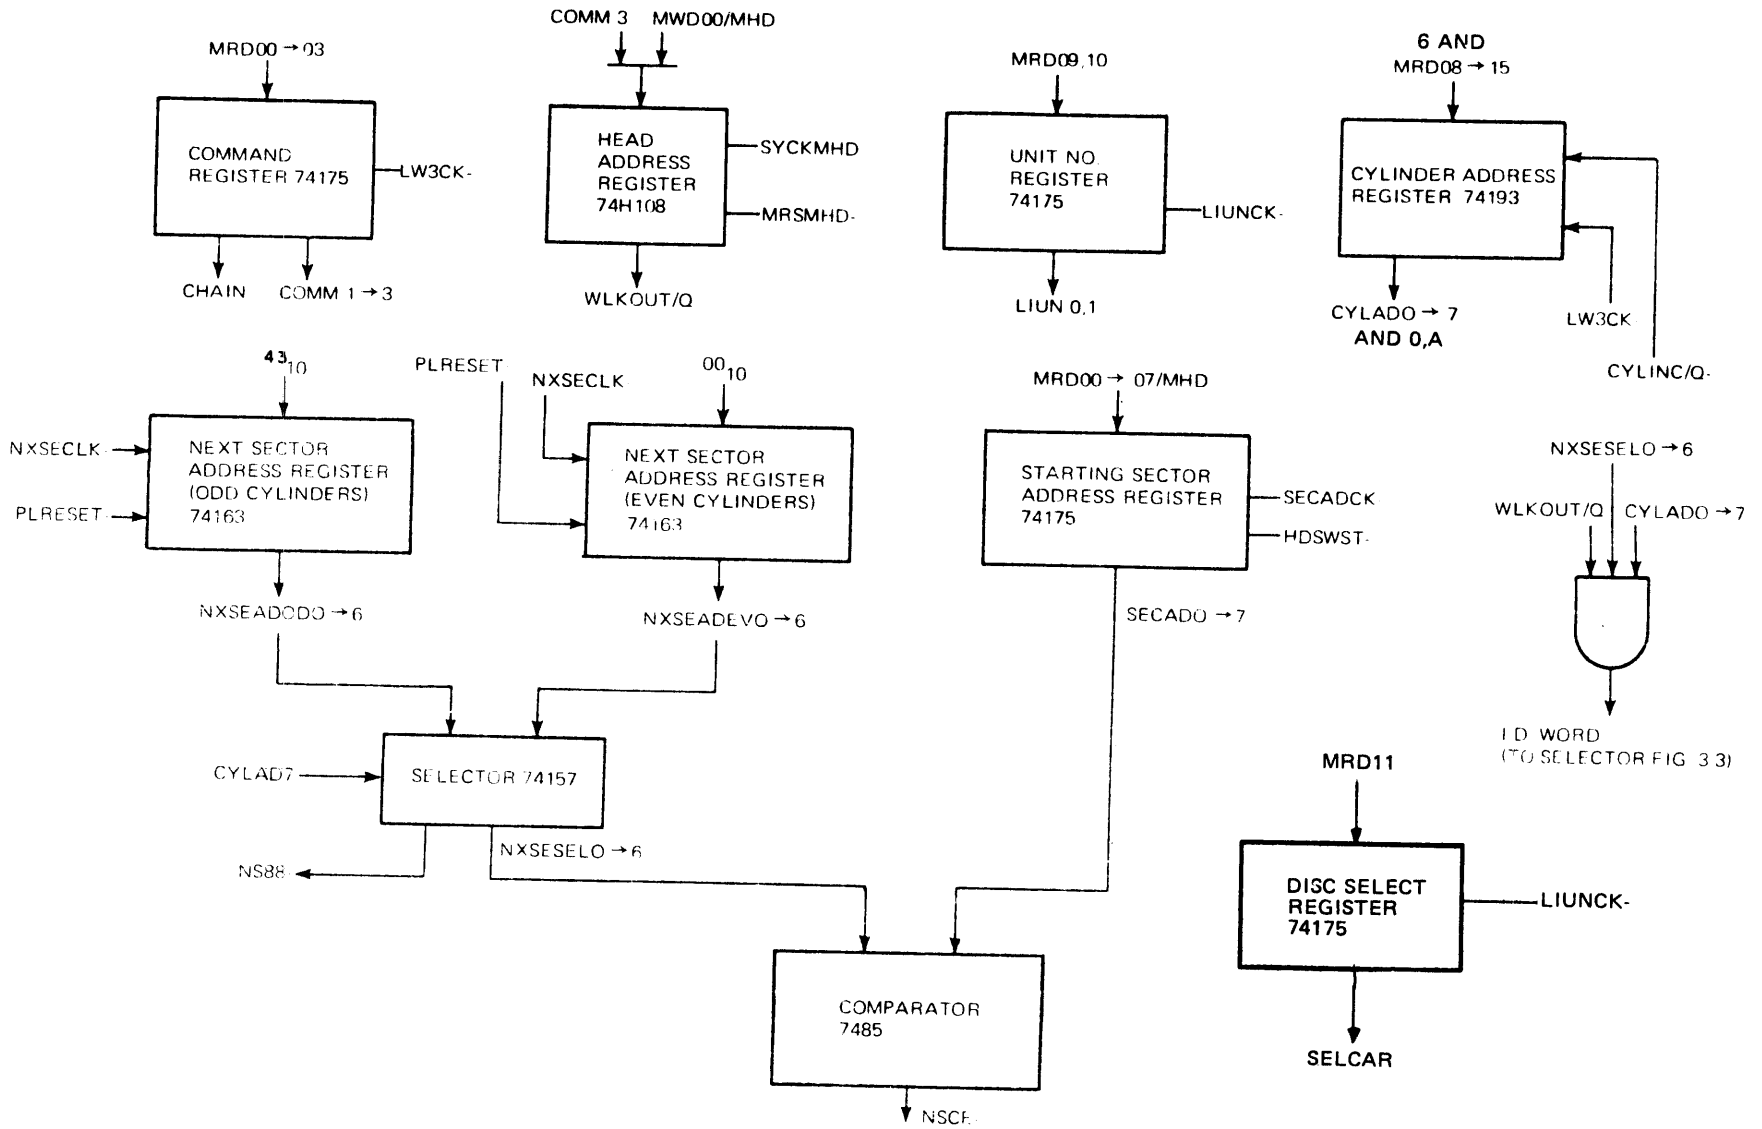 COMM 3 MWD00/MHD
MRD00 → 03
COMMAND
REGISTER 74175
LW3CK-
CHAIN COMM 1 → 3
HEAD
ADDRESS
REGISTER
74H108
SYCKMHD
MRSMHD-
WLKOUT/Q
MRD09,10
UNIT NO.
REGISTER
74175
LIUNCK-
LIUN 0,1
6 AND
MRD08 → 15
CYLINDER ADDRESS
REGISTER 74193
CYLADO → 7
AND 0,A
LW3CK
CYLINC/Q-
43 10
NXSECLK-
PLRESET-
NEXT SECTOR
ADDRESS REGISTER
(ODD CYLINDERS)
74163
NXSEADODO → 6
PLRESET-
NXSECLK-
00 10
NEXT SECTOR
ADDRESS REGISTER
(EVEN CYLINDERS)
74163
NXSEADEVO → 6
MRD00 → 07/MHD
STARTING SECTOR
ADDRESS REGISTER
74175
SECADCK
HDSWST-
SECADO → 7
NXSESELO → 6
WLKOUT/Q CYLADO → 7
I.D. WORD
(TO SELECTOR FIG. 3.3)
CYLAD7
SELECTOR 74157
NS88-
NXSESELO → 6
COMPARATOR
7485
MRD11
DISC SELECT
REGISTER
74175
LIUNCK-
SELCAR